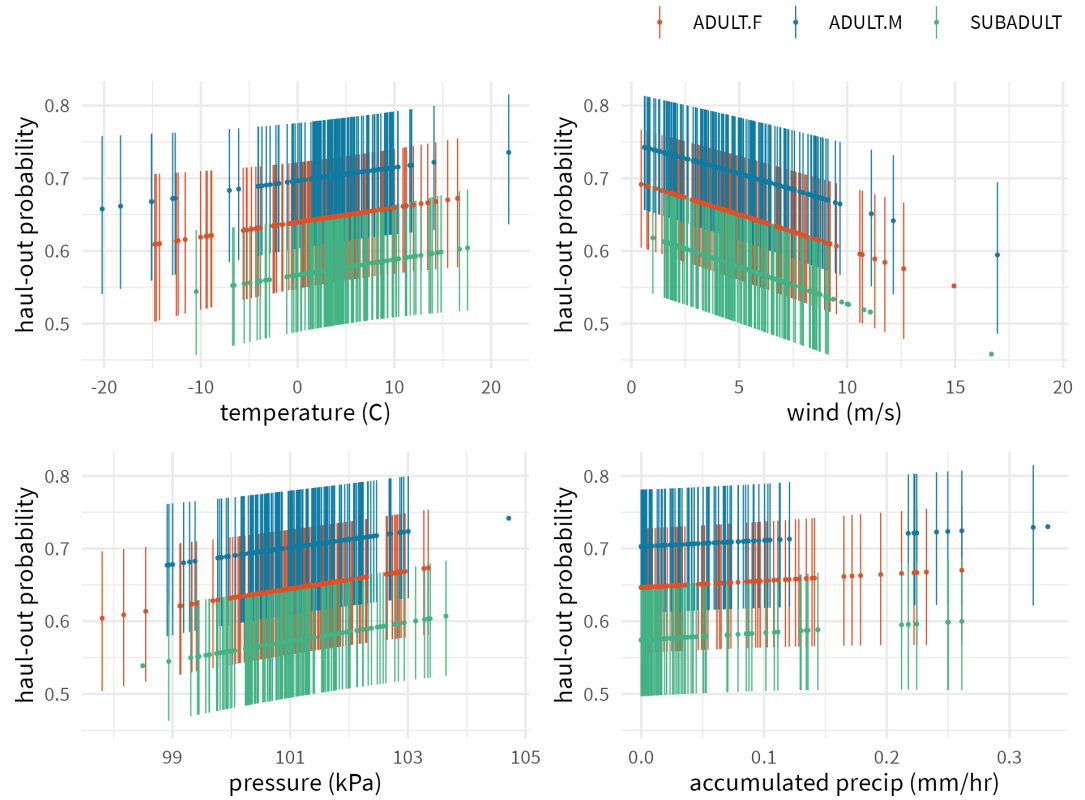 ADULT.F ADULT.M SUBADULT
haul-out probability
0.8
0.7
0.6
0.5
-20 -10 0 10 20
temperature (C)
haul-out probability
0.8
0.7
0.6
0.5
0 5 10 15 20
wind (m/s)
haul-out probability
0.8
0.7
0.6
0.5
99 101 103 105
pressure (kPa)
haul-out probability
0.8
0.7
0.6
0.5
0.0 0.1 0.2 0.3
accumulated precip (mm/hr)